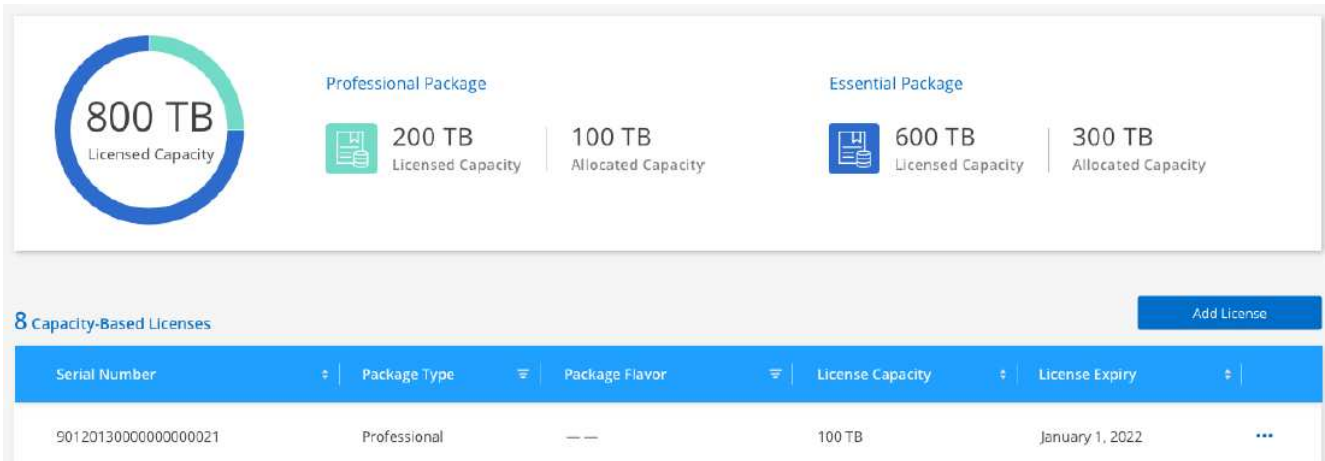 800 TB
Licensed Capacity
Professional Package
200 TB
Licensed Capacity
100 TB
Allocated Capacity
Essential Package
600 TB
Licensed Capacity
300 TB
Allocated Capacity
8 Capacity-Based Licenses
Add License
Serial Number Package Type Package Flavor License Capacity License Expiry
90120130000000000021 Professional — — 100 TB January 1, 2022 •••